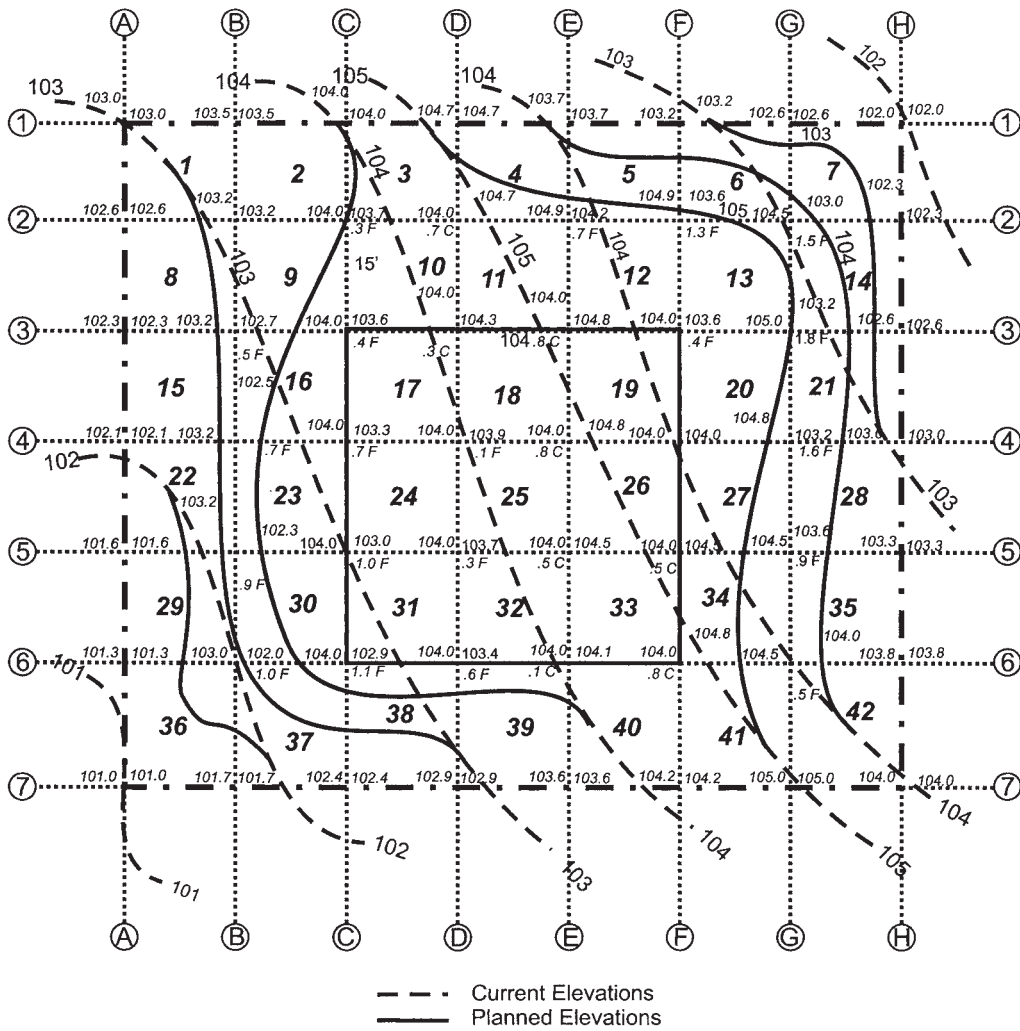 A B C D E F G H
103 104 105 104 103 102
103.0 104.0 103.7 103.2
1 103.0 103.5 103.5 104.0 104.7 104.7 103.7 103.2 102.6 102.6 102.0 102.0 1
103
1 2 104 3 4 5 6 7
103.2 104.7 104.9 103.6 103.0 102.3
2 102.6 102.6 103.2 104.0 103.7 104.0 104.9 104.2 105 104.5 102.3 2
.3 F .7 C .7 F 1.3 F 1.5 F
103 15' 105 104 104
8 9 10 11 12 13 14
104.0 104.0 103.2
3 102.3 102.3 103.2 102.7 104.0 103.6 104.3 104.8 104.0 103.6 105.0 102.6 102.6 3
.5 F .4 F .3 C 104 .8 C .4 F 1.8 F
102.5
15 16 17 18 19 20 21
104.0 104.8 104.8
4 102.1 102.1 103.2 103.3 104.0 103.9 104.0 104.0 104.0 103.2 103.0 103.0 4
.7 F .7 F .1 F .8 C 1.6 F
102 103
22 23 24 25 26 27 28
103.2 102.3 103.6
5 101.6 101.6 104.0 103.0 104.0 103.7 104.0 104.5 104.0 104.5 103.3 103.3 5
.9 F 1.0 F .3 F .5 C .5 C .9 F
29 30 31 32 33 34 35
104.8 104.0
6 101.3 101.3 103.0 102.0 104.0 102.9 104.0 103.4 104.0 104.1 104.0 104.5 103.8 103.8 6
1.0 F 1.1 F .6 F .1 C .8 C .5 F
101
36 37 38 39 40 41 42
7 101.0 101.0 101.7 101.7 102.4 102.4 102.9 102.9 103.6 103.6 104.2 104.2 105.0 105.0 104.0 104.0 7
101 102 103 104 105 104
A B C D E F G H
Current Elevations
Planned Elevations